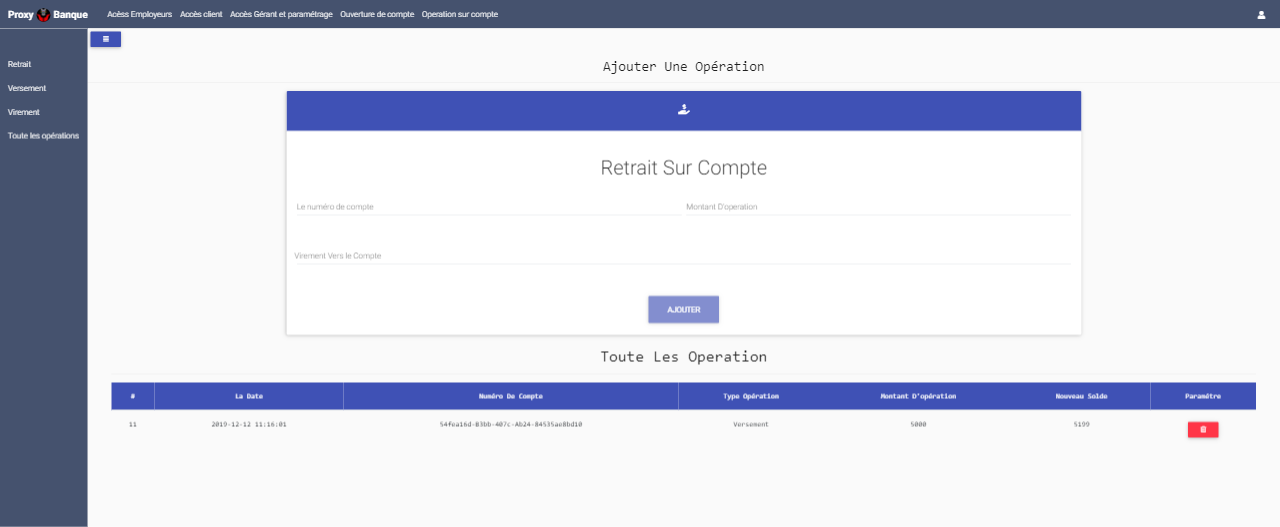 Proxy Banque Acèss Employeurs Accès client Accès Gérant et paramétrage Ouverture de compte Operation sur compte
Retrait
Versement
Virement
Toute les opérations
Ajouter Une Opération
Retrait Sur Compte
Le numéro de compte Montant D'operation
Virement Vers le Compte
AJOUTER
Toute Les Operation
# La Date Numéro De Compte Type Opération Montant D'opération Nouveau Solde Paramétre
11 2019-12-12 11:16:01 54fea16d-B3bb-407c-Ab24-84535ae8bd10 Versement 5000 5199